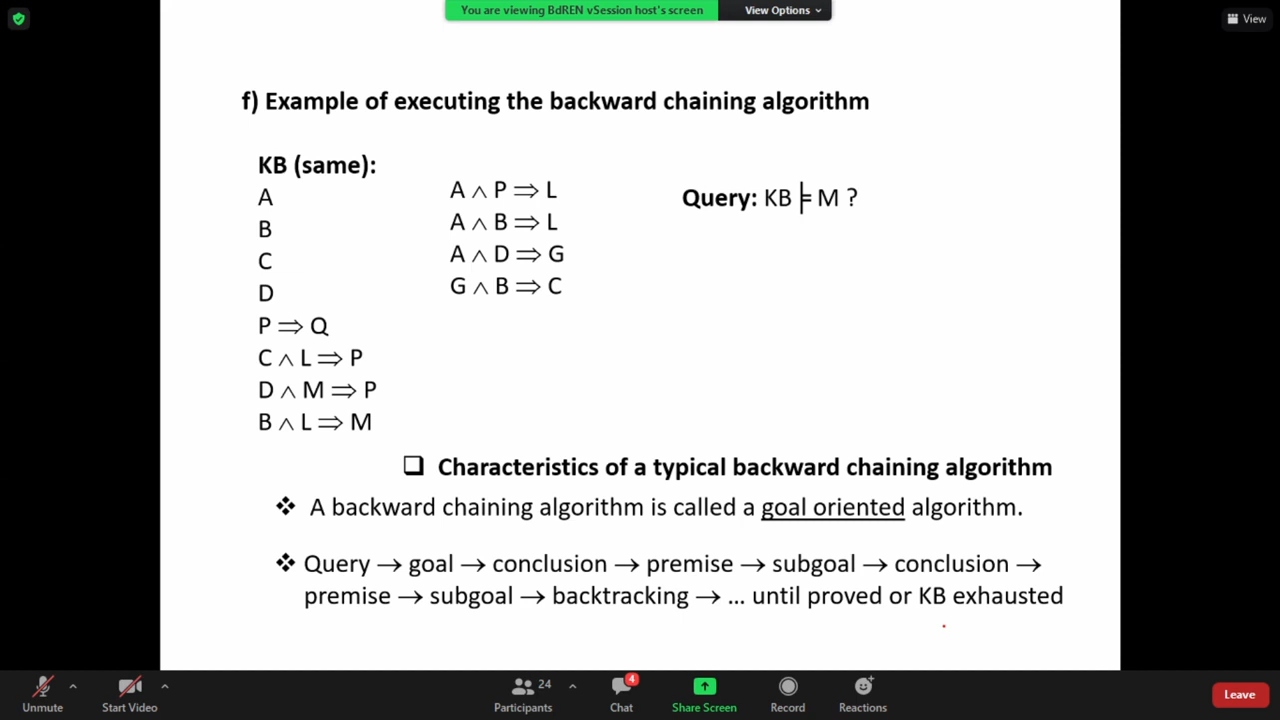 You are viewing BdREN vSession host's screen
View Options
View
f) Example of executing the backward chaining algorithm
KB (same):
A
B
C
D
P ⇒ Q
C ∧ L ⇒ P
D ∧ M ⇒ P
B ∧ L ⇒ M
A ∧ P ⇒ L
A ∧ B ⇒ L
A ∧ D ⇒ G
G ∧ B ⇒ C
Query: KB ╞ M ?
❑ Characteristics of a typical backward chaining algorithm
❖ A backward chaining algorithm is called a goal oriented algorithm.
❖ Query → goal → conclusion → premise → subgoal → conclusion →
premise → subgoal → backtracking → ... until proved or KB exhausted
Unmute
Start Video
24
Participants
4
Chat
Share Screen
Record
Reactions
Leave